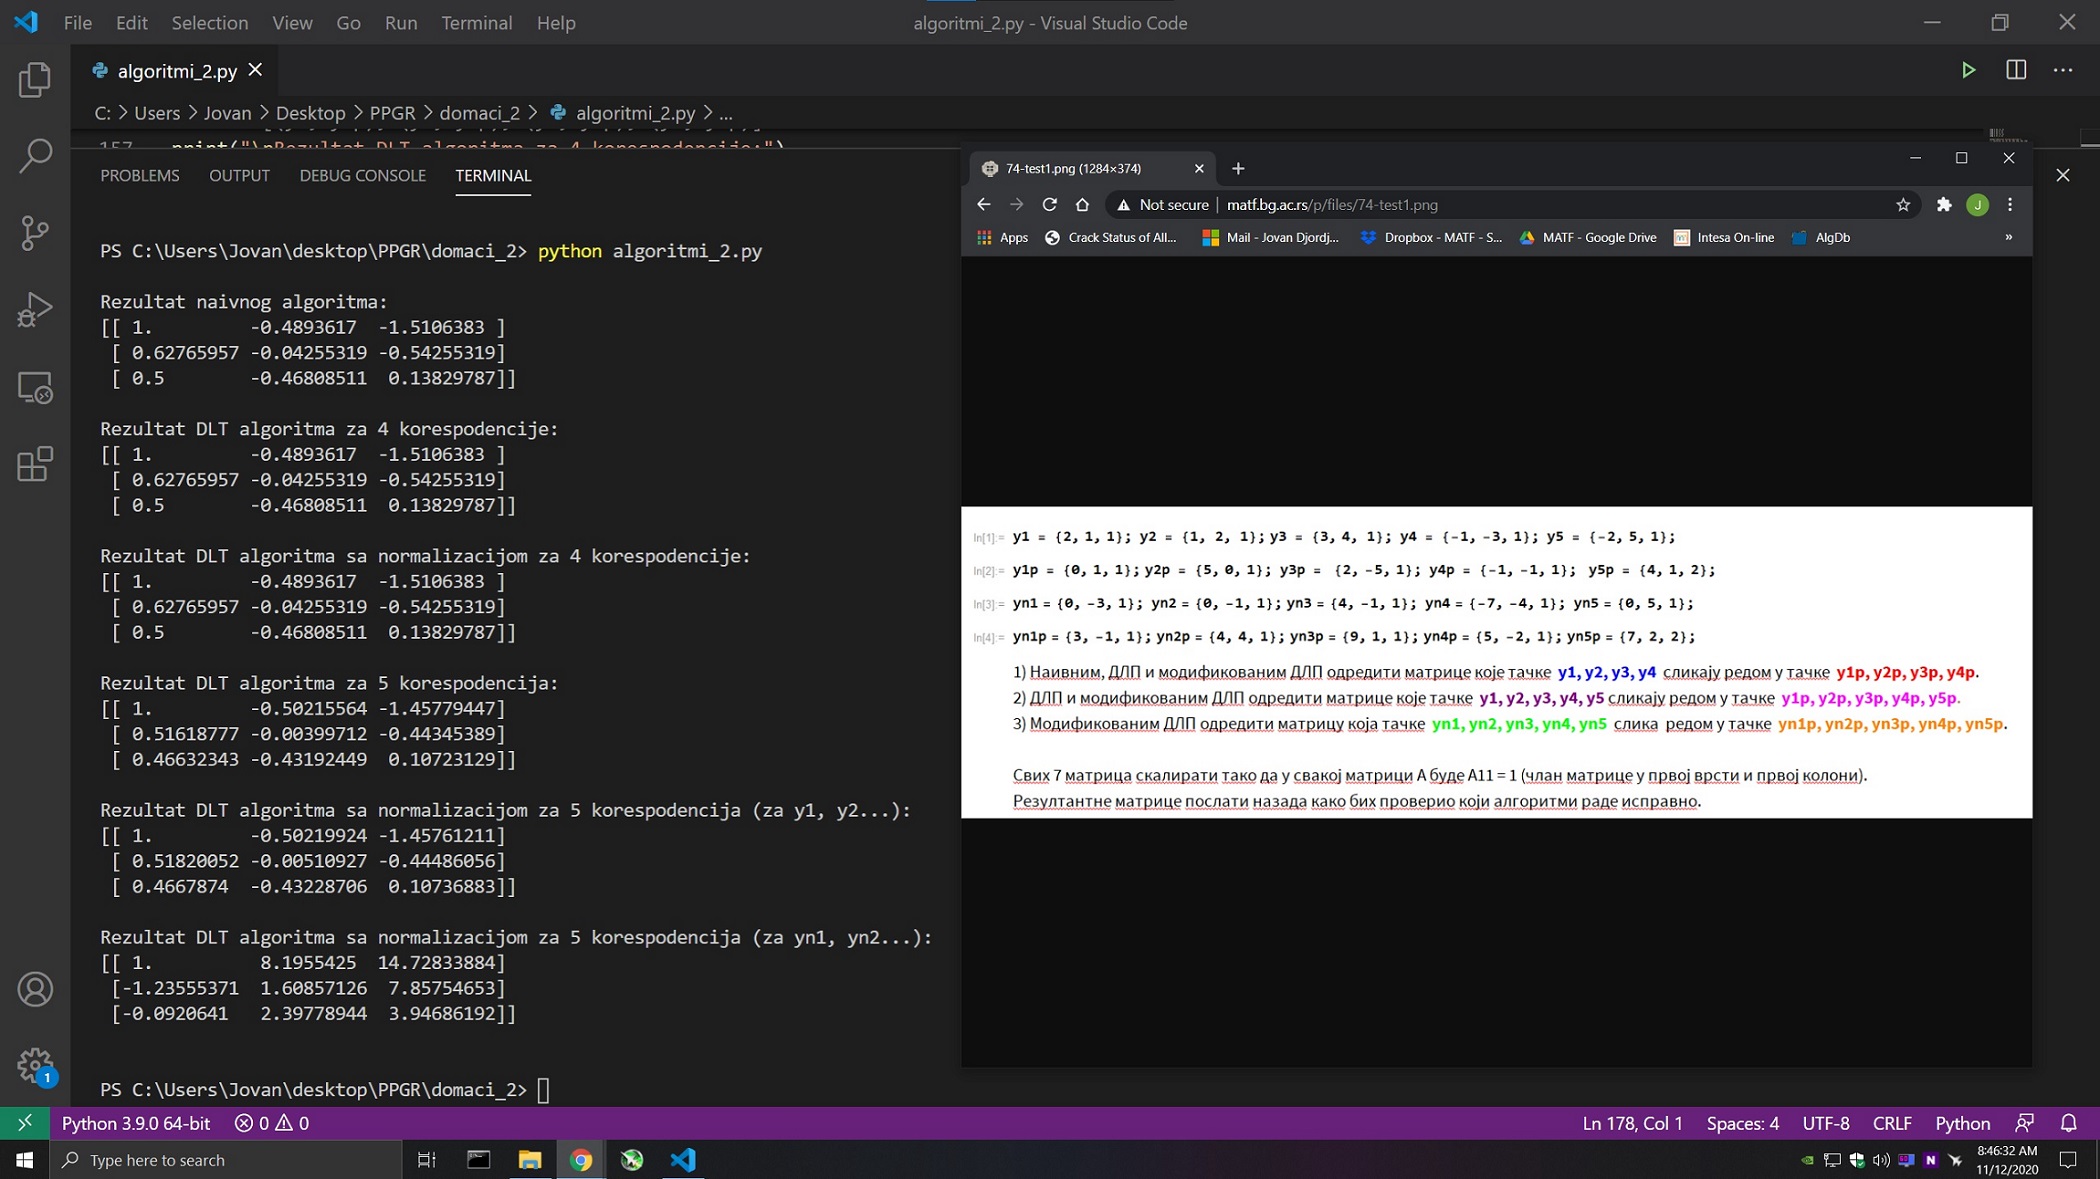 File Edit Selection View Go Run Terminal Help
algoritmi_2.py - Visual Studio Code
algoritmi_2.py
C: > Users > Jovan > Desktop > PPGR > domaci_2 > algoritmi_2.py > ...
157 print("\nRezultat DLT algoritma za 4 korespodencije:")
PROBLEMS OUTPUT DEBUG CONSOLE TERMINAL
PS C:\Users\Jovan\desktop\PPGR\domaci_2> python algoritmi_2.py
Rezultat naivnog algoritma:
[[ 1. -0.4893617 -1.5106383 ]
[ 0.62765957 -0.04255319 -0.54255319]
[ 0.5 -0.46808511 0.13829787]]
Rezultat DLT algoritma za 4 korespodencije:
[[ 1. -0.4893617 -1.5106383 ]
[ 0.62765957 -0.04255319 -0.54255319]
[ 0.5 -0.46808511 0.13829787]]
Rezultat DLT algoritma sa normalizacijom za 4 korespodencije:
[[ 1. -0.4893617 -1.5106383 ]
[ 0.62765957 -0.04255319 -0.54255319]
[ 0.5 -0.46808511 0.13829787]]
Rezultat DLT algoritma za 5 korespodencija:
[[ 1. -0.50215564 -1.45779447]
[ 0.51618777 -0.00399712 -0.44345389]
[ 0.46632343 -0.43192449 0.10723129]]
Rezultat DLT algoritma sa normalizacijom za 5 korespodencija (za y1, y2...):
[[ 1. -0.50219924 -1.45761211]
[ 0.51820052 -0.00510927 -0.44486056]
[ 0.4667874 -0.43228706 0.10736883]]
Rezultat DLT algoritma sa normalizacijom za 5 korespodencija (za yn1, yn2...):
[[ 1. 8.1955425 14.72833884]
[-1.23555371 1.60857126 7.85754653]
[-0.0920641 2.39778944 3.94686192]]
PS C:\Users\Jovan\desktop\PPGR\domaci_2>
74-test1.png (1284×374)
Not secure | matf.bg.ac.rs/p/files/74-test1.png
J
Apps Crack Status of All... Mail - Jovan Djordj... Dropbox - MATF - S... MATF - Google Drive Intesa On-line AlgDb »
In[1]:= y1 = {2, 1, 1}; y2 = {1, 2, 1}; y3 = {3, 4, 1}; y4 = {-1, -3, 1}; y5 = {-2, 5, 1};
In[2]:= y1p = {0, 1, 1}; y2p = {5, 0, 1}; y3p = {2, -5, 1}; y4p = {-1, -1, 1}; y5p = {4, 1, 2};
In[3]:= yn1 = {0, -3, 1}; yn2 = {0, -1, 1}; yn3 = {4, -1, 1}; yn4 = {-7, -4, 1}; yn5 = {0, 5, 1};
In[4]:= yn1p = {3, -1, 1}; yn2p = {4, 4, 1}; yn3p = {9, 1, 1}; yn4p = {5, -2, 1}; yn5p = {7, 2, 2};
1) Наивним, ДЛП и модификованим ДЛП одредити матрице које тачке y1, y2, y3, y4 сликају редом у тачке y1p, y2p, y3p, y4p.
2) ДЛП и модификованим ДЛП одредити матрице које тачке y1, y2, y3, y4, y5 сликају редом у тачке y1p, y2p, y3p, y4p, y5p.
3) Модификованим ДЛП одредити матрицу која тачке yn1, yn2, yn3, yn4, yn5 слика редом у тачке yn1p, yn2p, yn3p, yn4p, yn5p.
Свих 7 матрица скалирати тако да у свакој матрици А буде А11 = 1 (члан матрице у првој врсти и првој колони).
Резултантне матрице послати назада како бих проверио који алгоритми раде исправно.
1
Python 3.9.0 64-bit 0 0 Ln 178, Col 1 Spaces: 4 UTF-8 CRLF Python
Type here to search
N
8:46:32 AM
11/12/2020